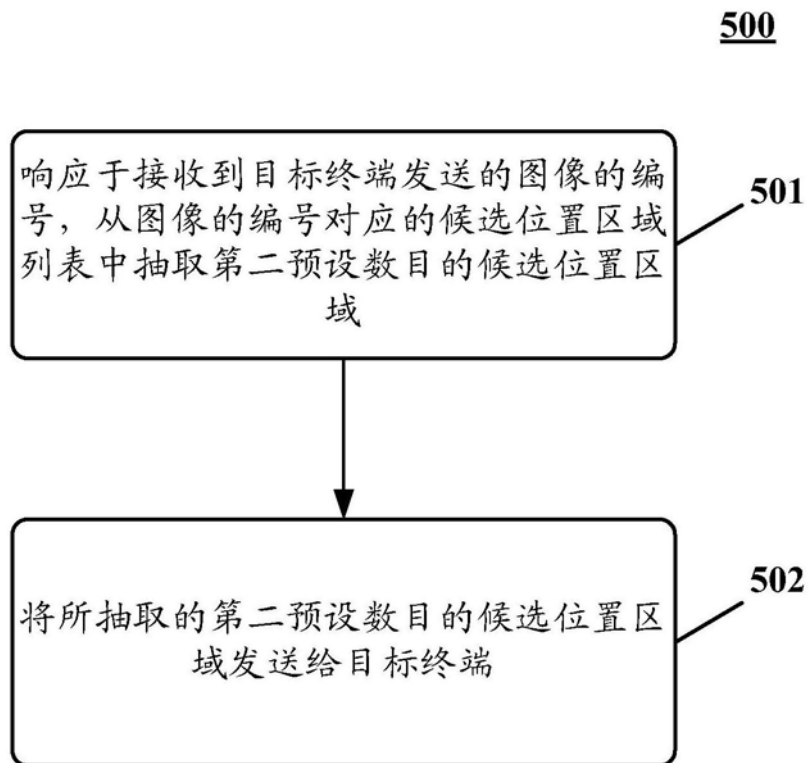 500
响应于接收到目标终端发送的图像的编
号，从图像的编号对应的候选位置区域
列表中抽取第二预设数目的候选位置区
域
501
将所抽取的第二预设数目的候选位置区
域发送给目标终端
502